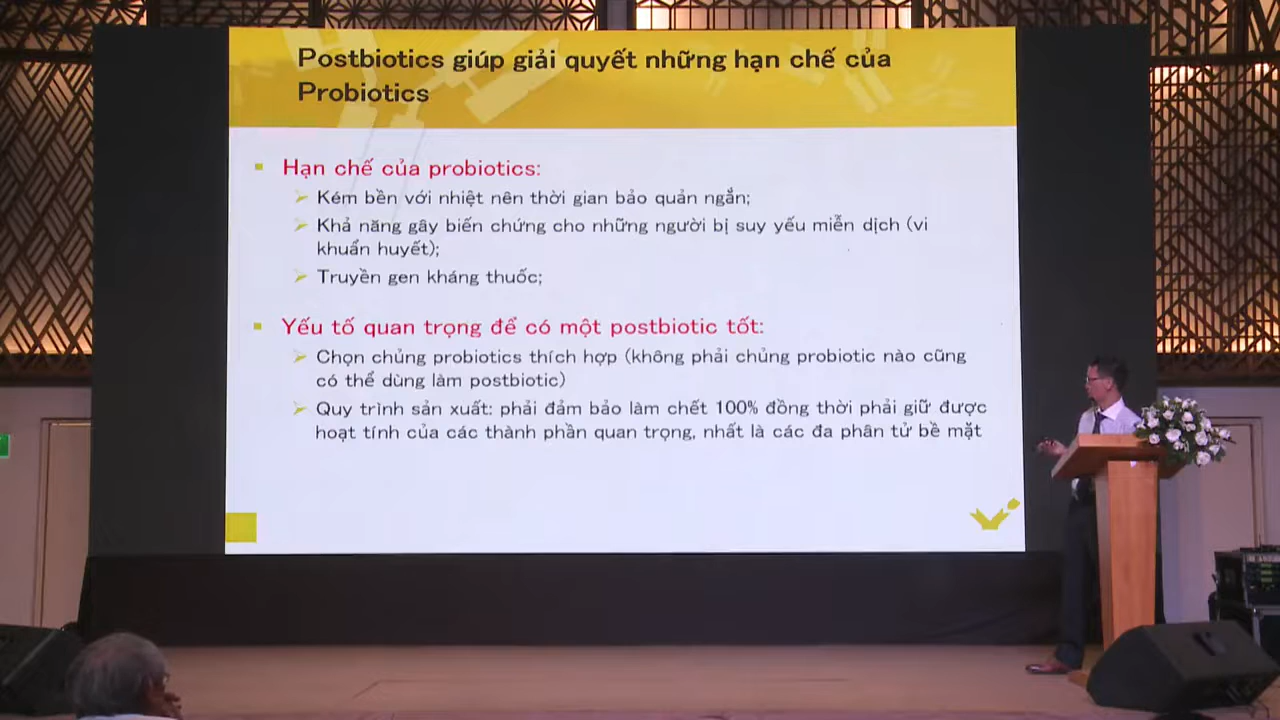 Postbiotics giúp giải quyết những hạn chế của
Probiotics
Hạn chế của probiotics:
Kém bền với nhiệt nên thời gian bảo quản ngắn;
Khả năng gây biến chứng cho những người bị suy yếu miễn dịch (vi
khuẩn huyết);
Truyền gen kháng thuốc;
Yếu tố quan trọng để có một postbiotic tốt:
Chọn chủng probiotics thích hợp (không phải chủng probiotic nào cũng
có thể dùng làm postbiotic)
Quy trình sản xuất: phải đảm bảo làm chết 100% đồng thời phải giữ được
hoạt tính của các thành phần quan trọng, nhất là các đa phân tử bề mặt